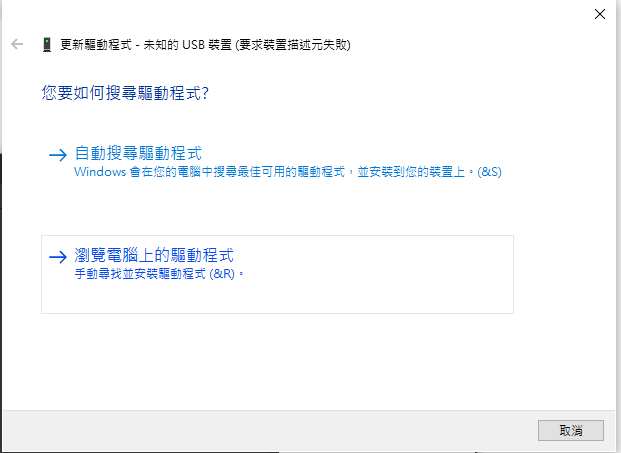 更新驅動程式 - 未知的 USB 裝置 (要求裝置描述元失敗)
您要如何搜尋驅動程式?
自動搜尋驅動程式
Windows 會在您的電腦中搜尋最佳可用的驅動程式，並安裝到您的裝置上。(&S)
瀏覽電腦上的驅動程式
手動尋找並安裝驅動程式 (&R)。
取消